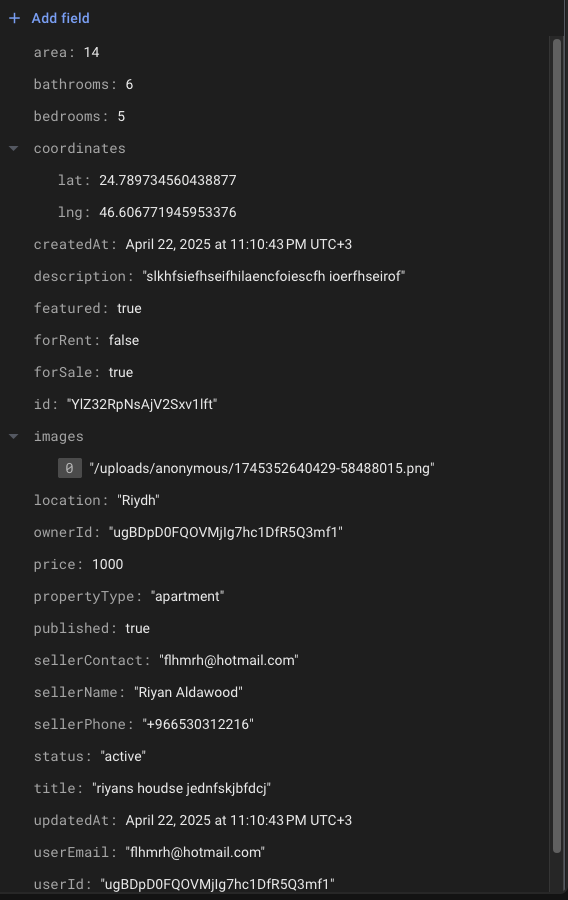 + Add field
area: 14
bathrooms: 6
bedrooms: 5
coordinates
lat: 24.789734560438877
lng: 46.606771945953376
createdAt: April 22, 2025 at 11:10:43 PM UTC+3
description: "slkhfsiefhseifhilaencfoiescfh ioerfhseirof"
featured: true
forRent: false
forSale: true
id: "YlZ32RpNsAjV2Sxv1lft"
images
0 "/uploads/anonymous/1745352640429-58488015.png"
location: "Riydh"
ownerId: "ugBDpD0FQOVMjIg7hc1DfR5Q3mf1"
price: 1000
propertyType: "apartment"
published: true
sellerContact: "flhmrh@hotmail.com"
sellerName: "Riyan Aldawood"
sellerPhone: "+966530312216"
status: "active"
title: "riyans houdse jednfskjbfdcj"
updatedAt: April 22, 2025 at 11:10:43 PM UTC+3
userEmail: "flhmrh@hotmail.com"
userId: "ugBDpD0FQOVMjIg7hc1DfR5Q3mf1"